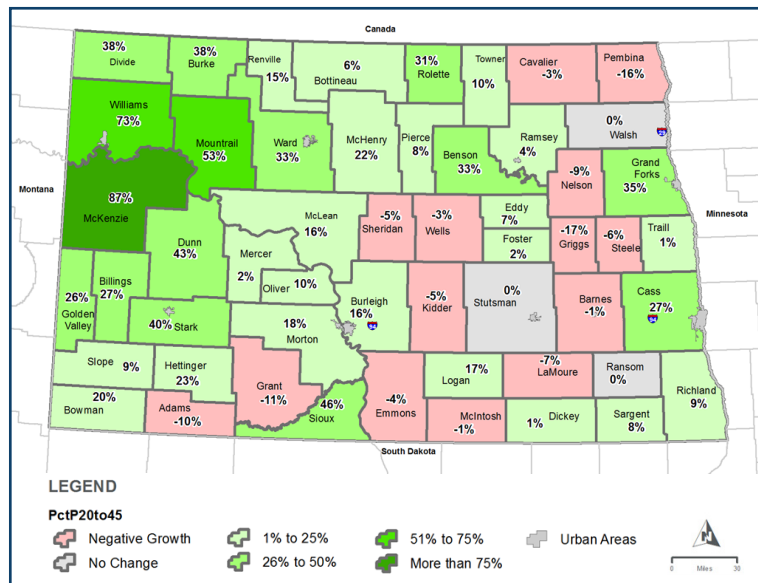 Canada
38%
Divide
38%
Burke
Renville
15%
6%
Bottineau
31%
Rolette
Towner
10%
Cavalier
-3%
Pembina
-16%
Williams
73%
Mountrail
53%
Ward
33%
McHenry
22%
Pierce
8%
Benson
33%
Ramsey
4%
0%
Walsh
29
-9%
Nelson
Grand
Forks
35%
Montana
87%
McKenzie
Minnesota
McLean
16%
-5%
Sheridan
-3%
Wells
Eddy
7%
Foster
2%
-17%
Griggs
-6%
Steele
Traill
1%
Dunn
43%
Mercer
2%
Oliver
10%
Burleigh
16%
94
-5%
Kidder
0%
Stutsman
Barnes
-1%
Cass
27%
94
26%
Golden
Valley
Billings
27%
40%
Stark
18%
Morton
Slope
9%
Hettinger
23%
Grant
-11%
46%
Sioux
-4%
Emmons
17%
Logan
-7%
LaMoure
Ransom
0%
Richland
9%
20%
Bowman
Adams
-10%
McIntosh
-1%
1%
Dickey
Sargent
8%
South Dakota
LEGEND
PctP20to45
Negative Growth
1% to 25%
51% to 75%
Urban Areas
No Change
26% to 50%
More than 75%
N
0
Miles
30